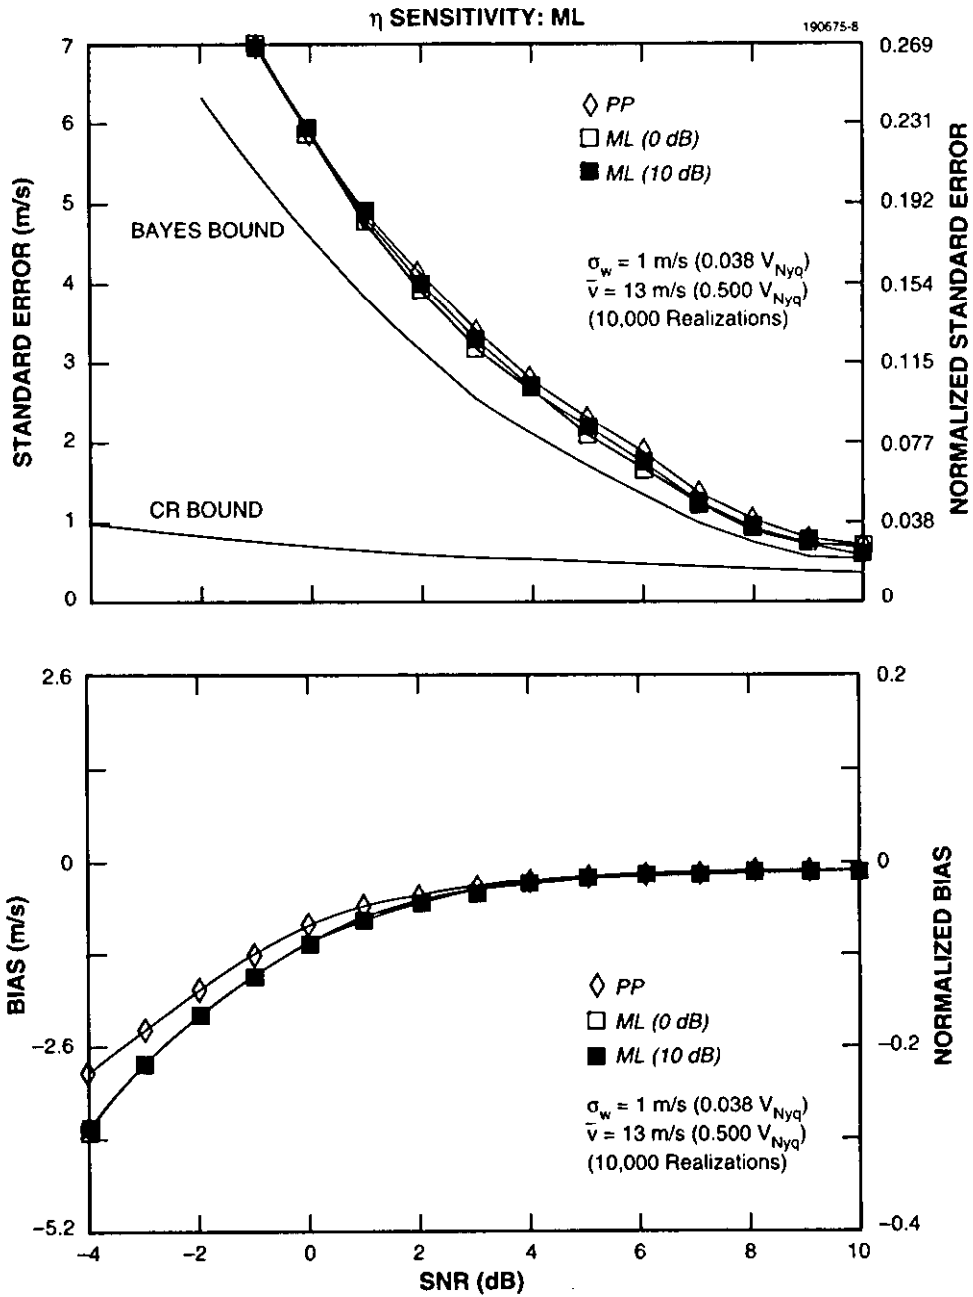 η SENSITIVITY: ML
190675-8
STANDARD ERROR (m/s)
7
6
5
4
3
2
1
0
0.269
0.231
0.192
0.154
0.115
0.077
0.038
0
NORMALIZED STANDARD ERROR
PP
ML (0 dB)
ML (10 dB)
BAYES BOUND
σw = 1 m/s (0.038 VNyq)
v̄ = 13 m/s (0.500 VNyq)
(10,000 Realizations)
CR BOUND
BIAS (m/s)
2.6
0
−2.6
−5.2
0.2
0
−0.2
−0.4
NORMALIZED BIAS
PP
ML (0 dB)
ML (10 dB)
σw = 1 m/s (0.038 VNyq)
v̄ = 13 m/s (0.500 VNyq)
(10,000 Realizations)
−4 −2 0 2 4 6 8 10
SNR (dB)